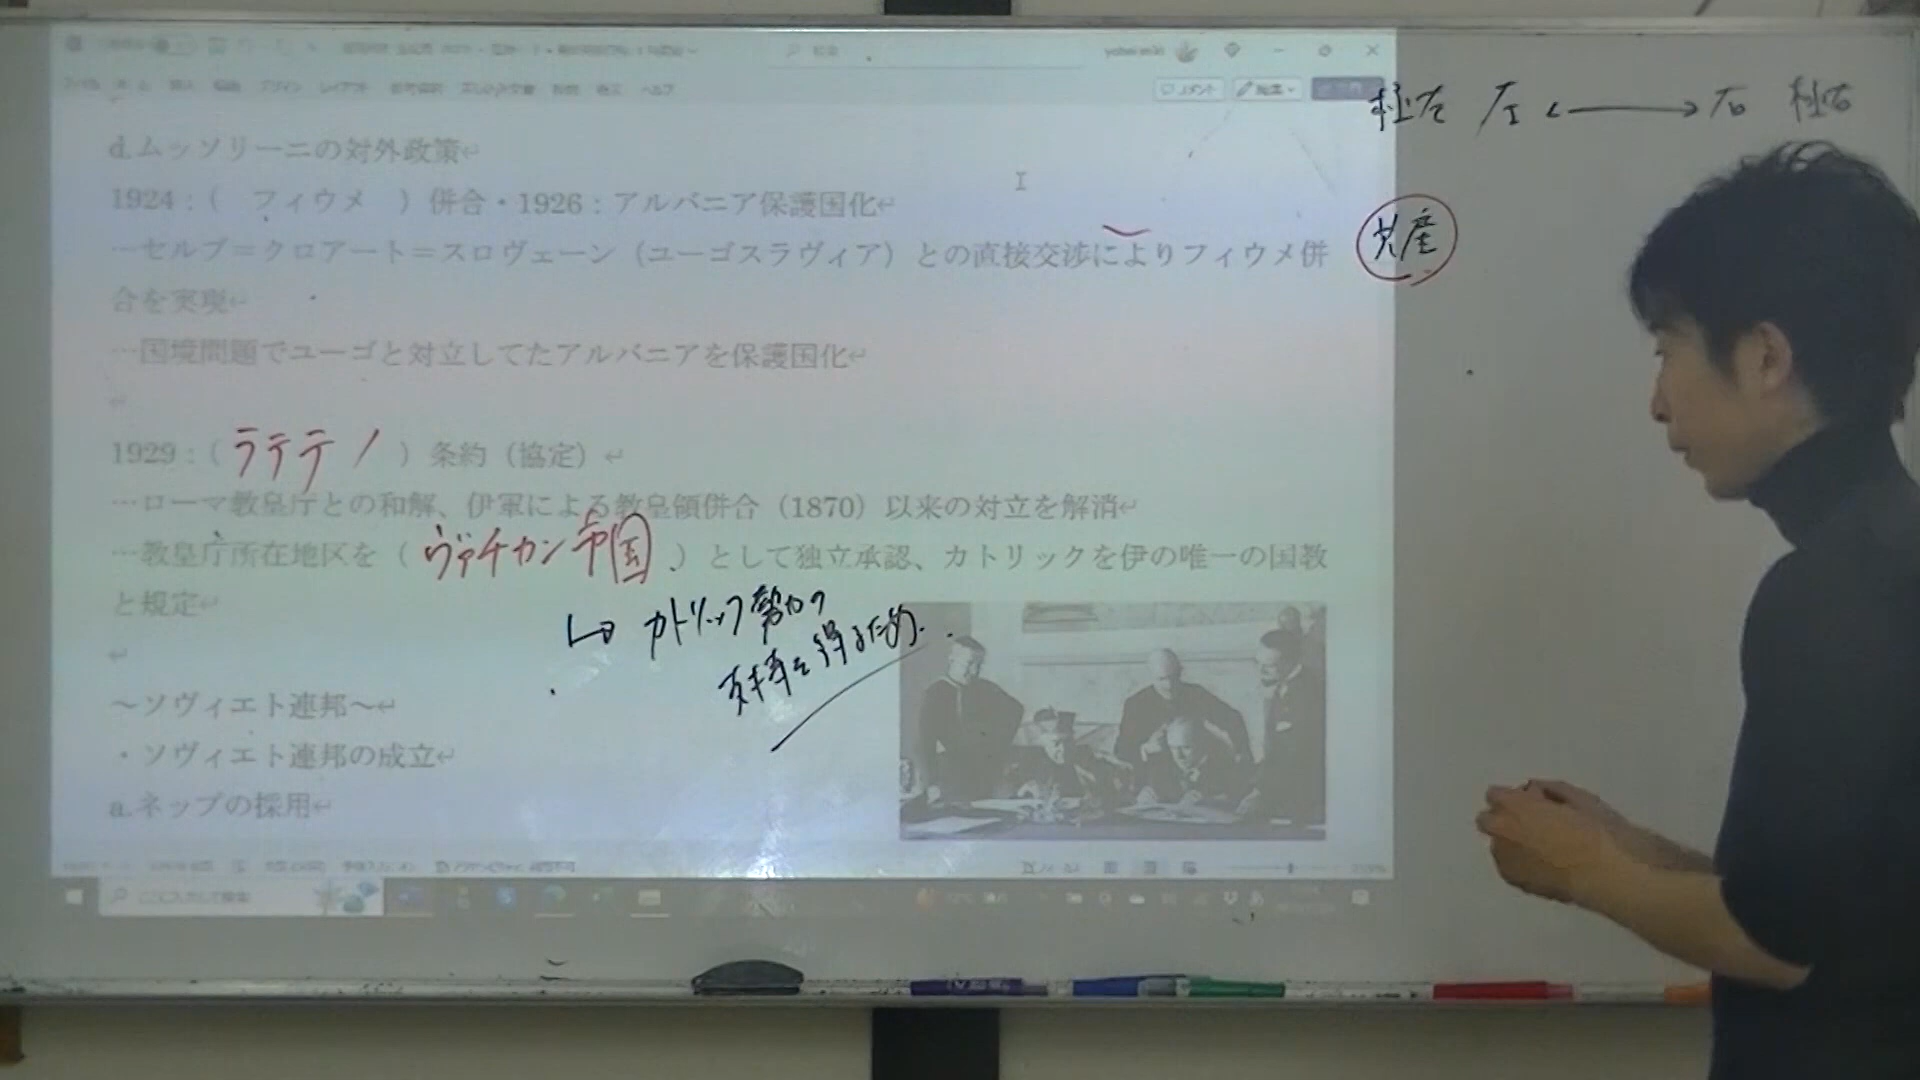 極左 左 ←→ 右 極右
共産
d.ムッソリーニの対外政策
1924：（ フィウメ ）併合・1926：アルバニア保護国化
…セルブ＝クロアート＝スロヴェーン（ユーゴスラヴィア）との直接交渉によりフィウメ併
合を実現
…国境問題でユーゴと対立してたアルバニアを保護国化
1929：（ ラテラノ ）条約（協定）
…ローマ教皇庁との和解、伊軍による教皇領併合（1870）以来の対立を解消
…教皇庁所在地区を（ ヴァチカン市国 ）として独立承認、カトリックを伊の唯一の国教
と規定
↳ カトリック勢力の
支持を得るため.
～ソヴィエト連邦～
・ソヴィエト連邦の成立
a.ネップの採用
ここに入力して検索